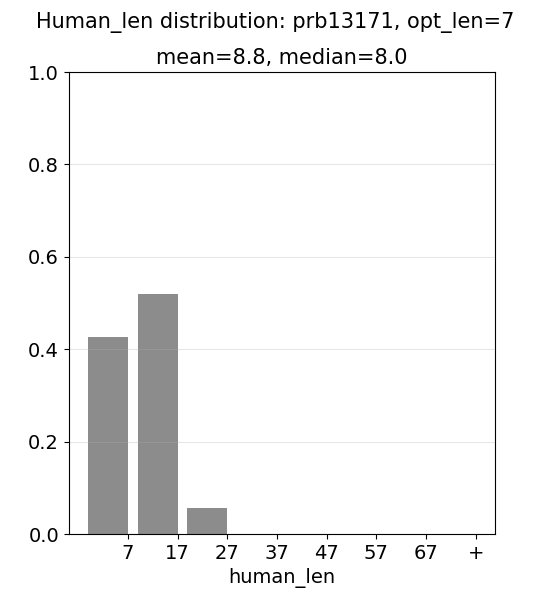 Human_len distribution: prb13171, opt_len=7
mean=8.8, median=8.0
1.0
0.8
0.6
0.4
0.2
0.0
7 17 27 37 47 57 67 +
human_len